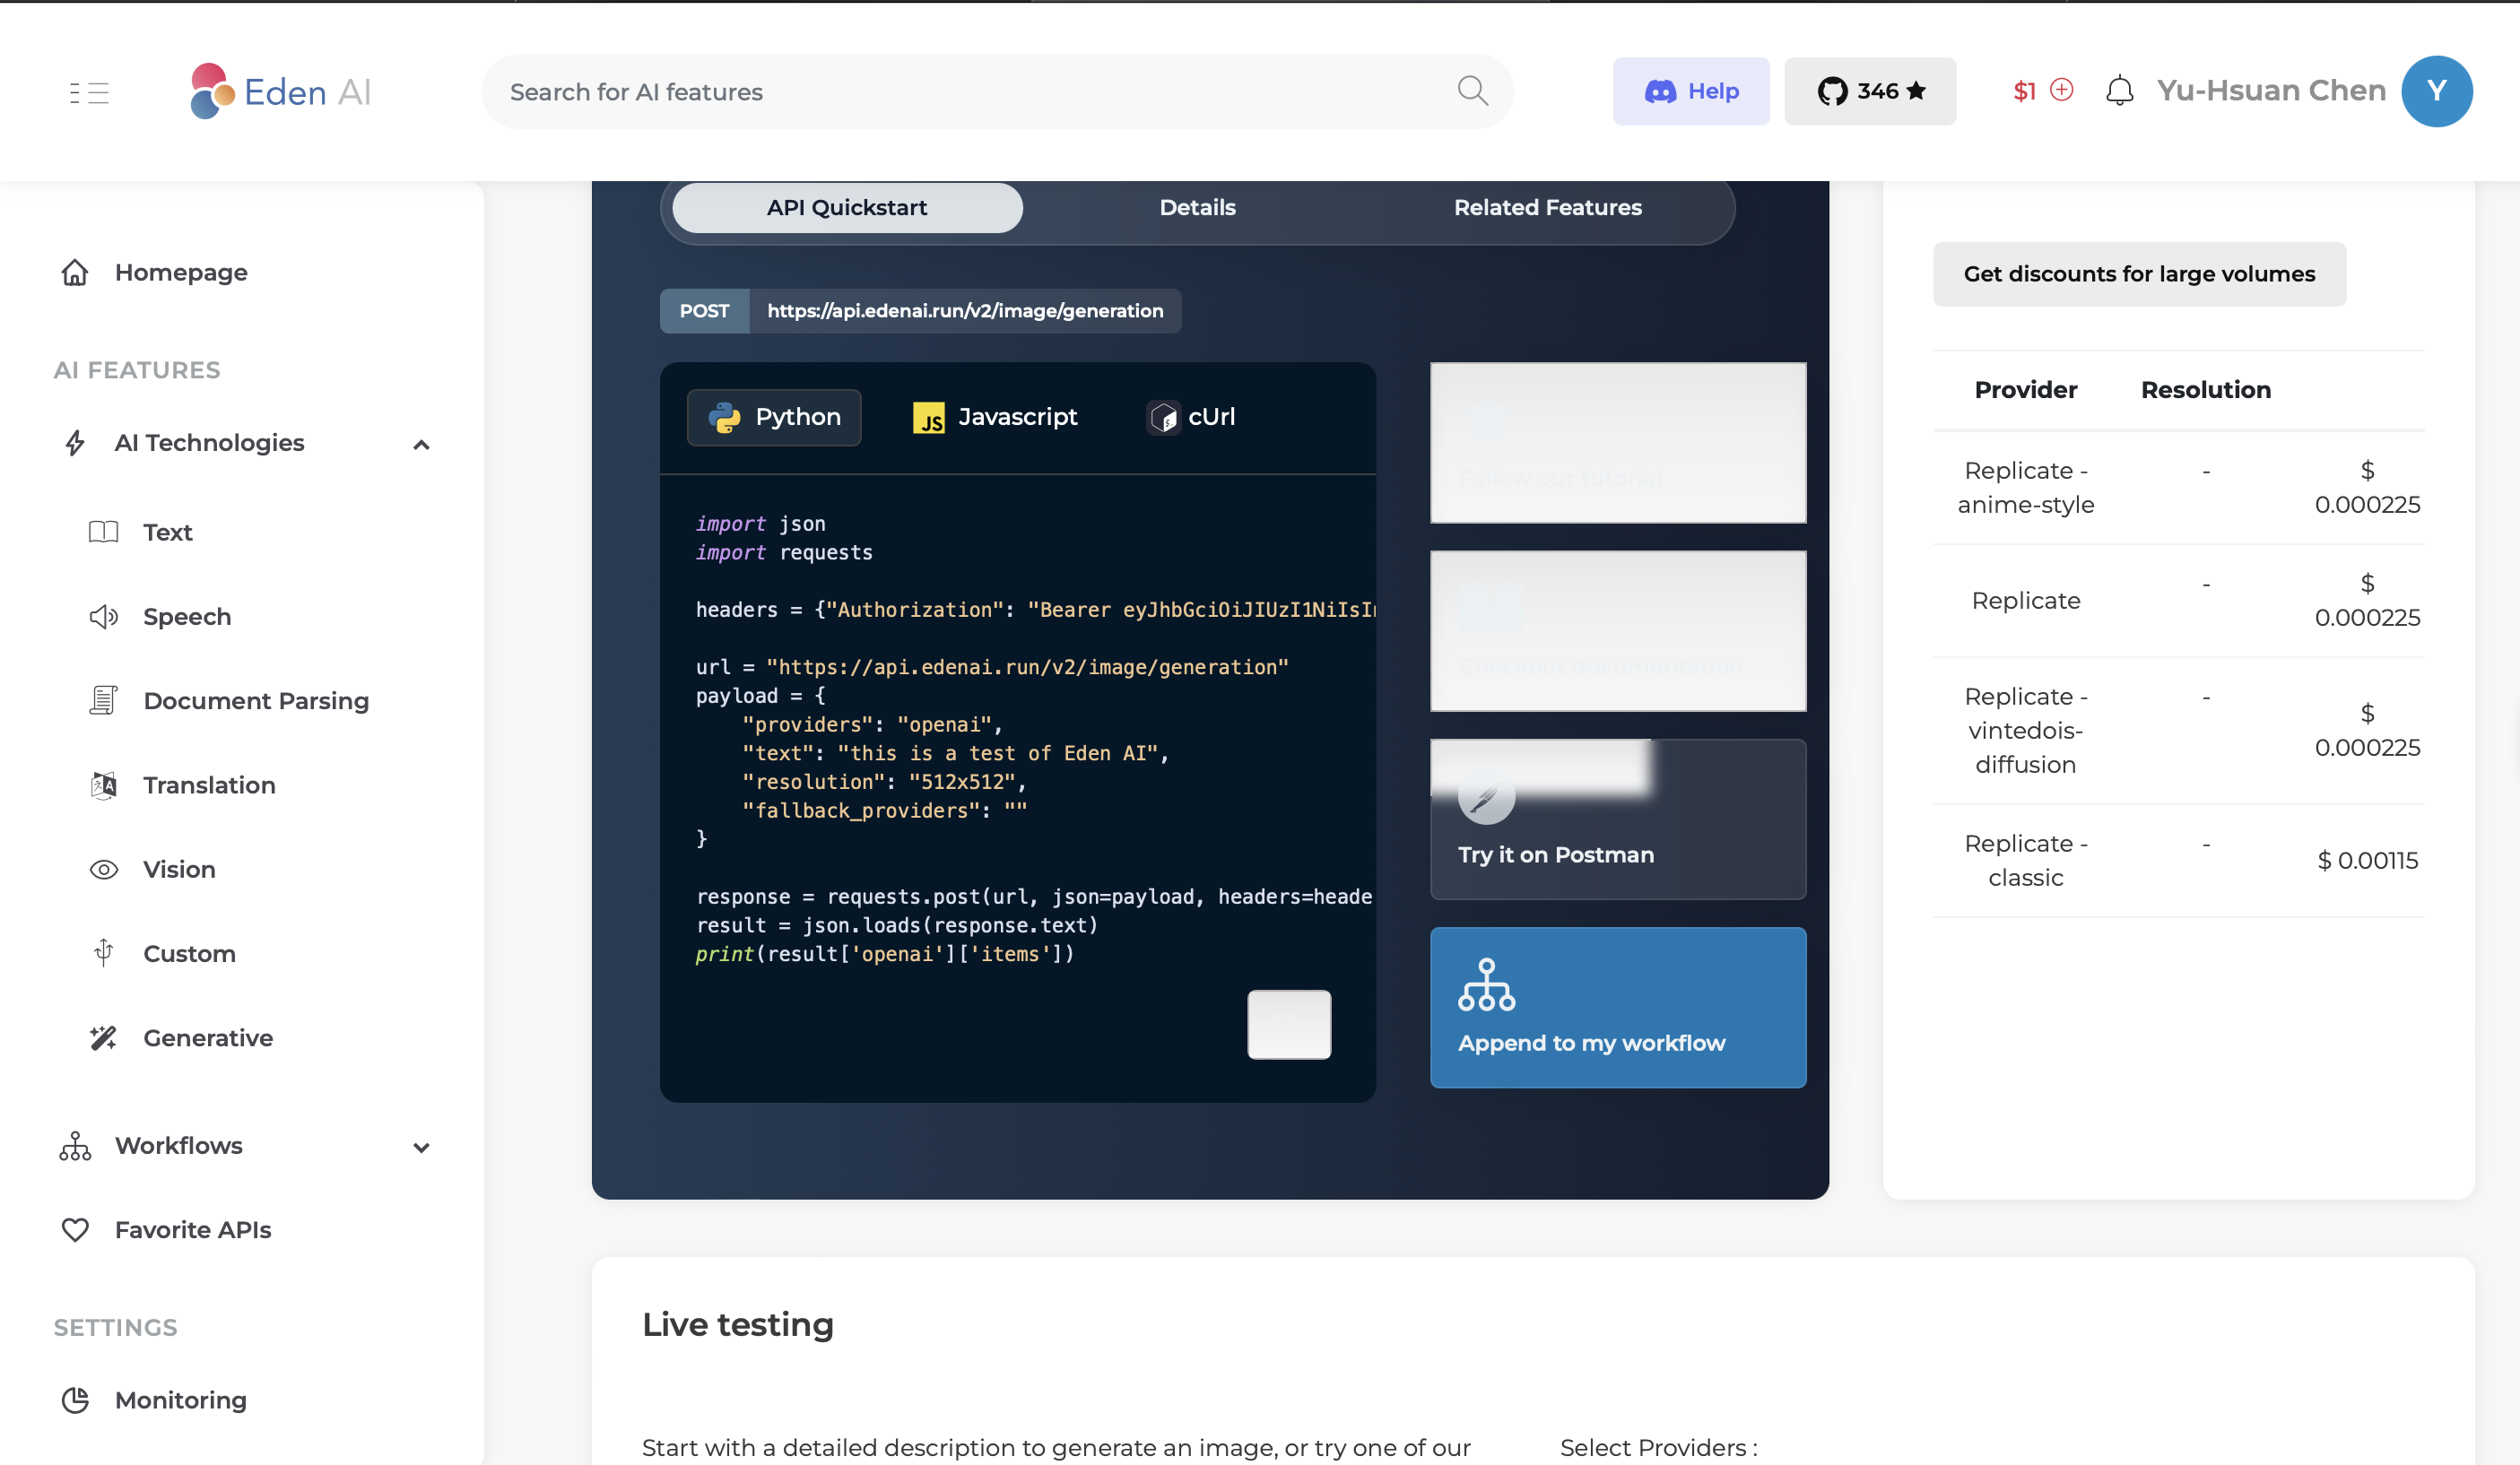 Eden AI
Search for AI features
Help
346
$1
Yu-Hsuan Chen
Y
Homepage
AI FEATURES
AI Technologies
Text
Speech
Document Parsing
Translation
Vision
Custom
Generative
Workflows
Favorite APIs
SETTINGS
Monitoring
API Quickstart
Details
Related Features
POST
https://api.edenai.run/v2/image/generation
Python
JS
Javascript
cUrl
import json
import requests
headers = {"Authorization": "Bearer eyJhbGciOiJIUzI1NiIsI
url = "https://api.edenai.run/v2/image/generation"
payload = {
"providers": "openai",
"text": "this is a test of Eden AI",
"resolution": "512x512",
"fallback_providers": ""
}
response = requests.post(url, json=payload, headers=heade
result = json.loads(response.text)
print(result['openai']['items'])
Follow our tutorial
Checkout documentation
Try it on Postman
Append to my workflow
Get discounts for large volumes
Provider Resolution
Replicate - - $
anime-style 0.000225
Replicate - $
0.000225
Replicate - - $
vintedois- 0.000225
diffusion
Replicate - - $ 0.00115
classic
Live testing
Start with a detailed description to generate an image, or try one of our
Select Providers :